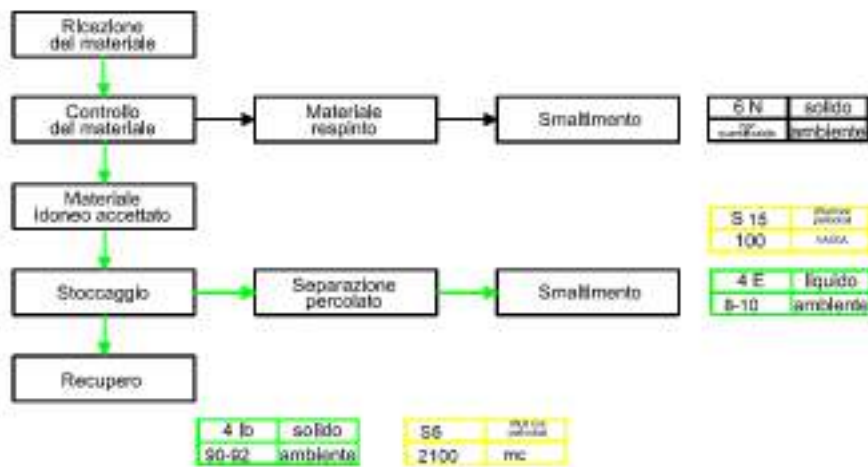 Ricezione
del materiale
Controllo
del materiale
Materiale
respinto
Smaltimento
6 N solido
ambiente
Materiale
idoneo accettato
S 15
100
Stoccaggio
Separazione
percolato
Smaltimento
4 E liquido
8-10 ambiente
Recupero
4 Ib solido
90-92 ambiente
S6
2100 mc